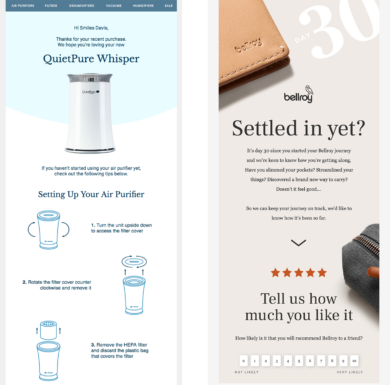 AIR PURIFIERS FILTERS HUMIDIFIERS SALE
Hi Smiles Davis,
Thanks for your recent purchase.
We hope you're loving your new
QuietPure Whisper
If you haven't started using your air purifier yet,
check out the following tips below.
Setting Up Your Air Purifier
1. Turn the unit upside down
to access the filter cover
2. Rotate the filter cover counter
clockwise and remove it
3. Remove the HEPA filter
and discard the plastic bag
that covers the filter
DAY 30
bellroy
bellroy
Settled in yet?
It's day 30 since you started your Bellroy journey
and we're keen to know how you're getting along.
Have you slimmed your pockets? Streamlined your
things? Discovered a brand new way to carry?
Doesn't it feel good...
So we can keep your journey on track, we'd like to
know how it's been so far.
Tell us how
much you like it
How likely is it that you will recommend Bellroy to a friend?
0 1 2 3 4 5 6 7 8 9 10
NOT LIKELY VERY LIKELY